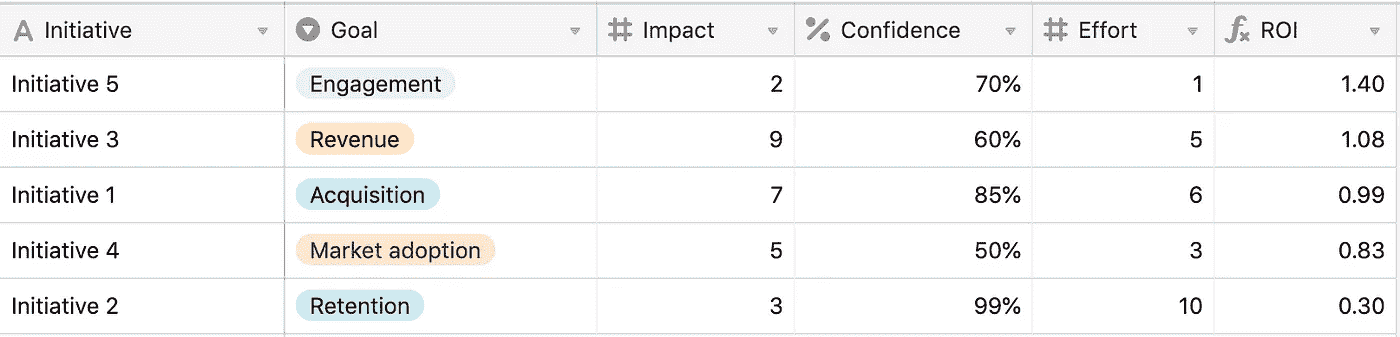 Initiative Goal Impact Confidence Effort ROI
Initiative 5 Engagement 2 70% 1 1.40
Initiative 3 Revenue 9 60% 5 1.08
Initiative 1 Acquisition 7 85% 6 0.99
Initiative 4 Market adoption 5 50% 3 0.83
Initiative 2 Retention 3 99% 10 0.30